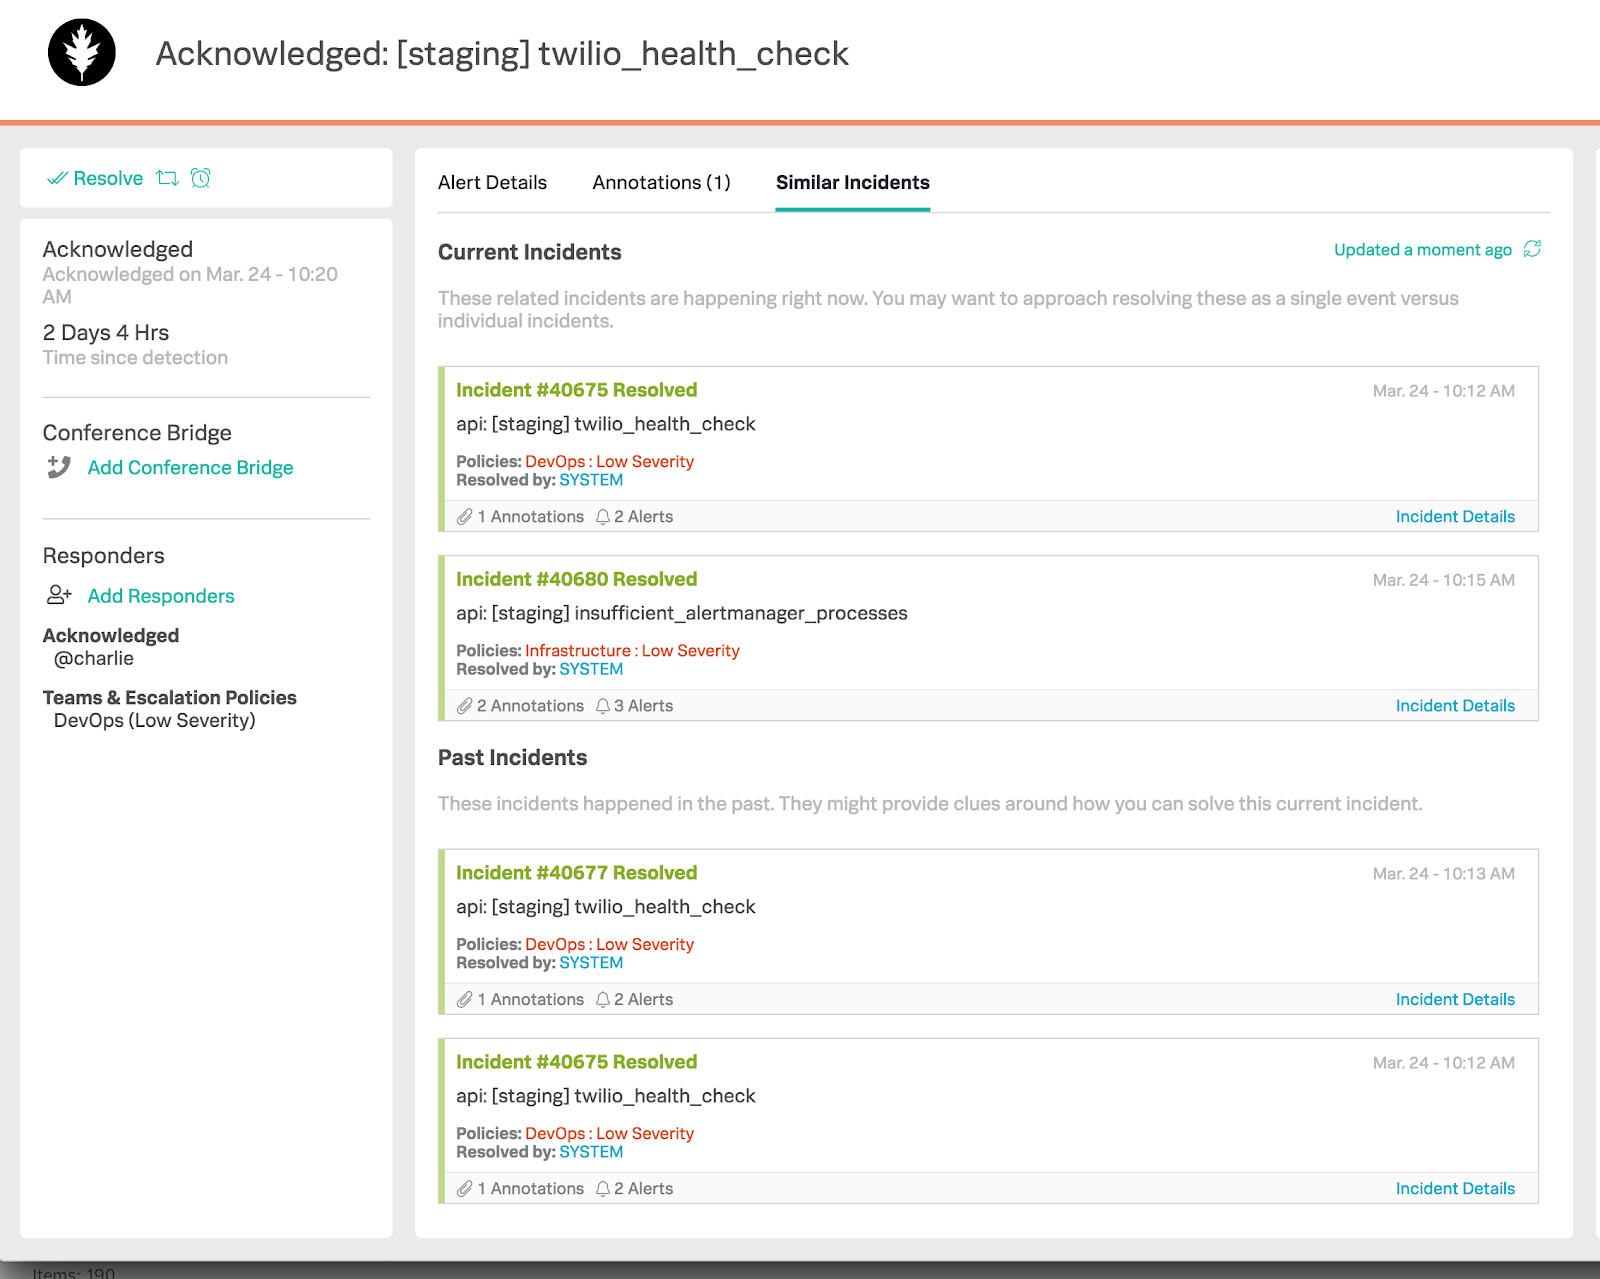 Acknowledged: [staging] twilio_health_check
Resolve
Acknowledged
Acknowledged on Mar. 24 - 10:20
AM
2 Days 4 Hrs
Time since detection
Conference Bridge
Add Conference Bridge
Responders
Add Responders
Acknowledged
@charlie
Teams & Escalation Policies
DevOps (Low Severity)
Alert Details Annotations (1) Similar Incidents
Current Incidents
Updated a moment ago
These related incidents are happening right now. You may want to approach resolving these as a single event versus
individual incidents.
Incident #40675 Resolved
Mar. 24 - 10:12 AM
api: [staging] twilio_health_check
Policies: DevOps : Low Severity
Resolved by: SYSTEM
1 Annotations 2 Alerts
Incident Details
Incident #40680 Resolved
Mar. 24 - 10:15 AM
api: [staging] insufficient_alertmanager_processes
Policies: Infrastructure : Low Severity
Resolved by: SYSTEM
2 Annotations 3 Alerts
Incident Details
Past Incidents
These incidents happened in the past. They might provide clues around how you can solve this current incident.
Incident #40677 Resolved
Mar. 24 - 10:13 AM
api: [staging] twilio_health_check
Policies: DevOps : Low Severity
Resolved by: SYSTEM
1 Annotations 2 Alerts
Incident Details
Incident #40675 Resolved
Mar. 24 - 10:12 AM
api: [staging] twilio_health_check
Policies: DevOps : Low Severity
Resolved by: SYSTEM
1 Annotations 2 Alerts
Incident Details
Items: 190